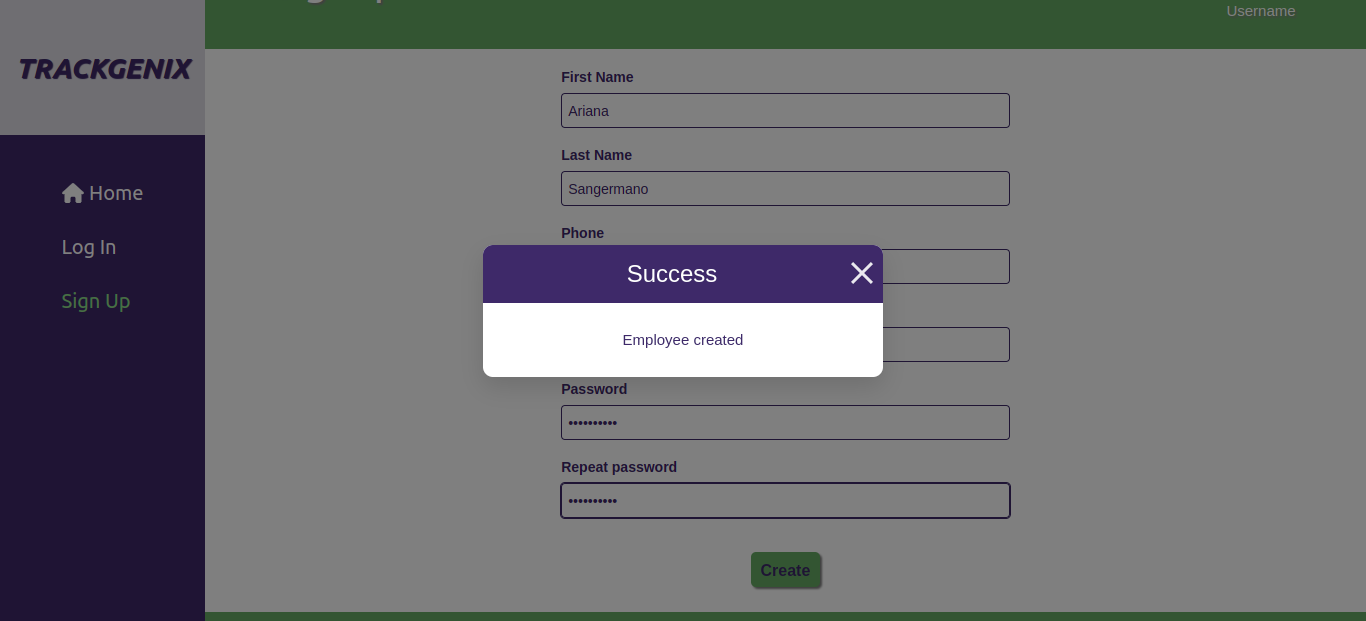 Username
TRACKGENIX
Home
Log In
Sign Up
First Name
Ariana
Last Name
Sangermano
Phone
Success
Employee created
Password
••••••••••
Repeat password
••••••••••
Create